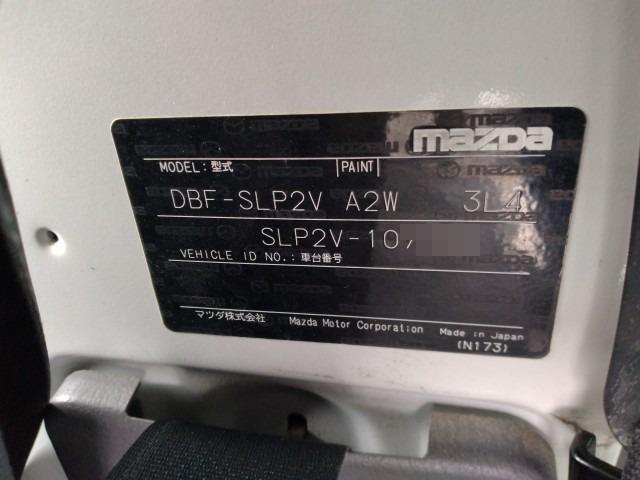 mazda
MODEL:型式 PAINT
DBF-SLP2V A2W 3L4
SLP2V-10
VEHICLE ID NO.:車台番号
マツダ株式会社 Mazda Motor Corporation Made in Japan
(N173)